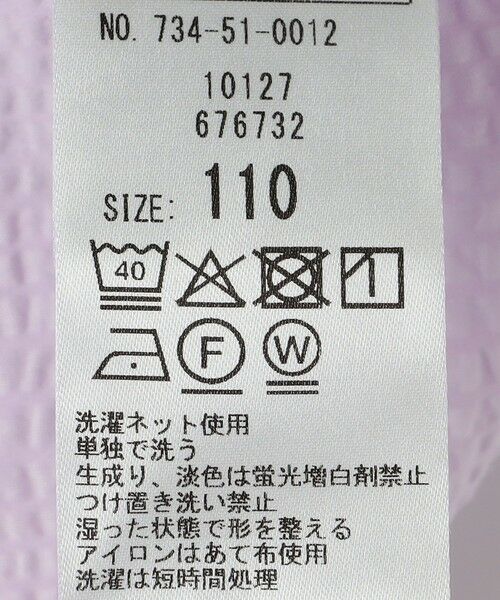 NO. 734-51-0012
10127
676732
SIZE: 110
40
F W
洗濯ネット使用
単独で洗う
生成り、淡色は蛍光増白剤禁止
つけ置き洗い禁止
湿った状態で形を整える
アイロンはあて布使用
洗濯は短時間処理